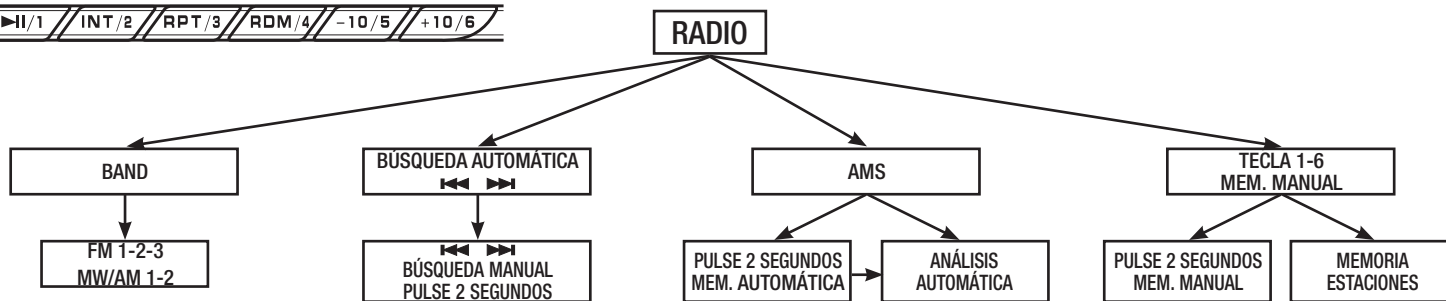 ▶II/1 INT/2 RPT/3 RDM/4 -10/5 +10/6
RADIO
BAND
BÚSQUEDA AUTOMÁTICA
AMS
TECLA 1-6
MEM. MANUAL
FM 1-2-3
MW/AM 1-2
BÚSQUEDA MANUAL
PULSE 2 SEGUNDOS
PULSE 2 SEGUNDOS
MEM. AUTOMÁTICA
ANÁLISIS
AUTOMÁTICA
PULSE 2 SEGUNDOS
MEM. MANUAL
MEMORIA
ESTACIONES